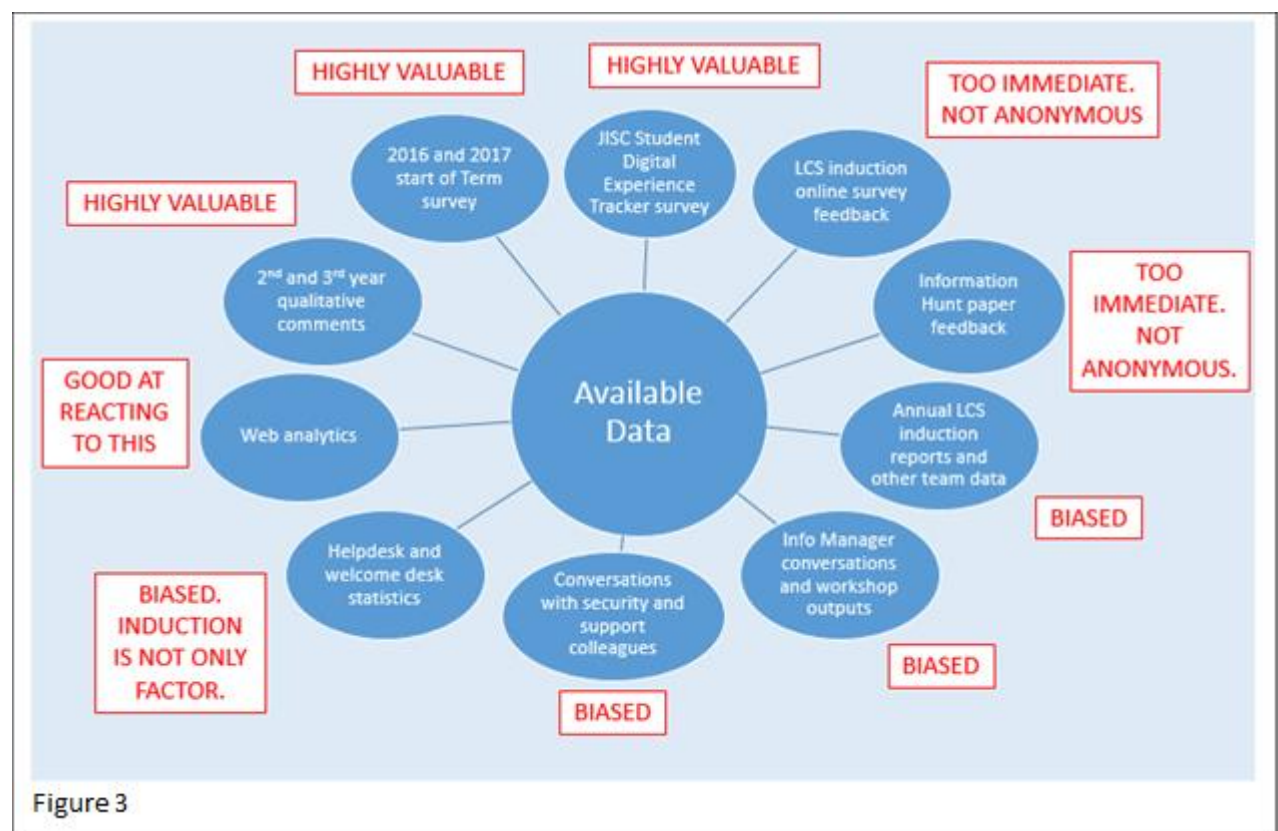 HIGHLY VALUABLE
HIGHLY VALUABLE
TOO IMMEDIATE.
NOT ANONYMOUS
2016 and 2017
start of Term
survey
JISC Student
Digital
Experience
Tracker survey
LCS induction
online survey
feedback
HIGHLY VALUABLE
2nd and 3rd year
qualitative
comments
Information
Hunt paper
feedback
TOO
IMMEDIATE.
NOT
ANONYMOUS.
GOOD AT
REACTING
TO THIS
Web analytics
Available
Data
Annual LCS
induction
reports and
other team data
BIASED
Helpdesk and
welcome desk
statistics
Conversations
with security and
support
colleagues
Info Manager
conversations
and workshop
outputs
BIASED.
INDUCTION
IS NOT ONLY
FACTOR.
BIASED
BIASED
Figure 3